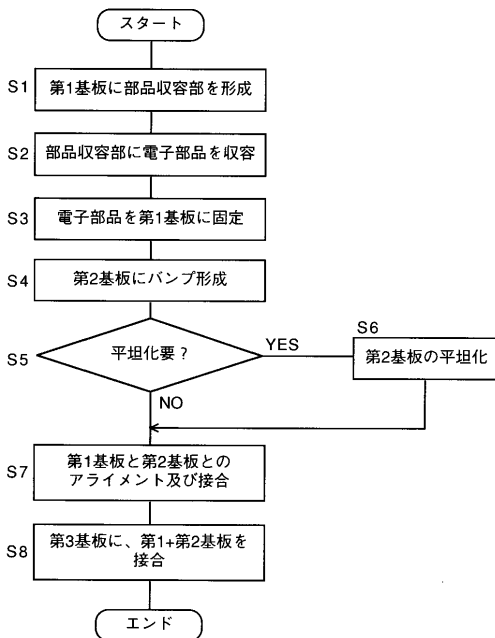 スタート
S1
第1基板に部品収容部を形成
S2
部品収容部に電子部品を収容
S3
電子部品を第1基板に固定
S4
第2基板にバンプ形成
S5
平坦化要？
YES
S6
第2基板の平坦化
NO
S7
第1基板と第2基板との
アライメント及び接合
S8
第3基板に、第1+第2基板を
接合
エンド